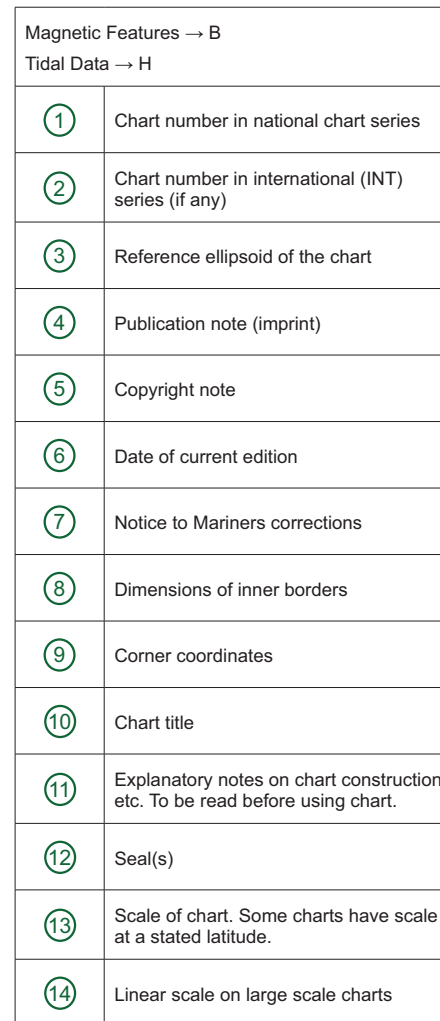 Magnetic Features → B
Tidal Data → H
1 Chart number in national chart series
2 Chart number in international (INT)
series (if any)
3 Reference ellipsoid of the chart
4 Publication note (imprint)
5 Copyright note
6 Date of current edition
7 Notice to Mariners corrections
8 Dimensions of inner borders
9 Corner coordinates
10 Chart title
11 Explanatory notes on chart construction,
etc. To be read before using chart.
12 Seal(s)
13 Scale of chart. Some charts have scale
at a stated latitude.
14 Linear scale on large scale charts